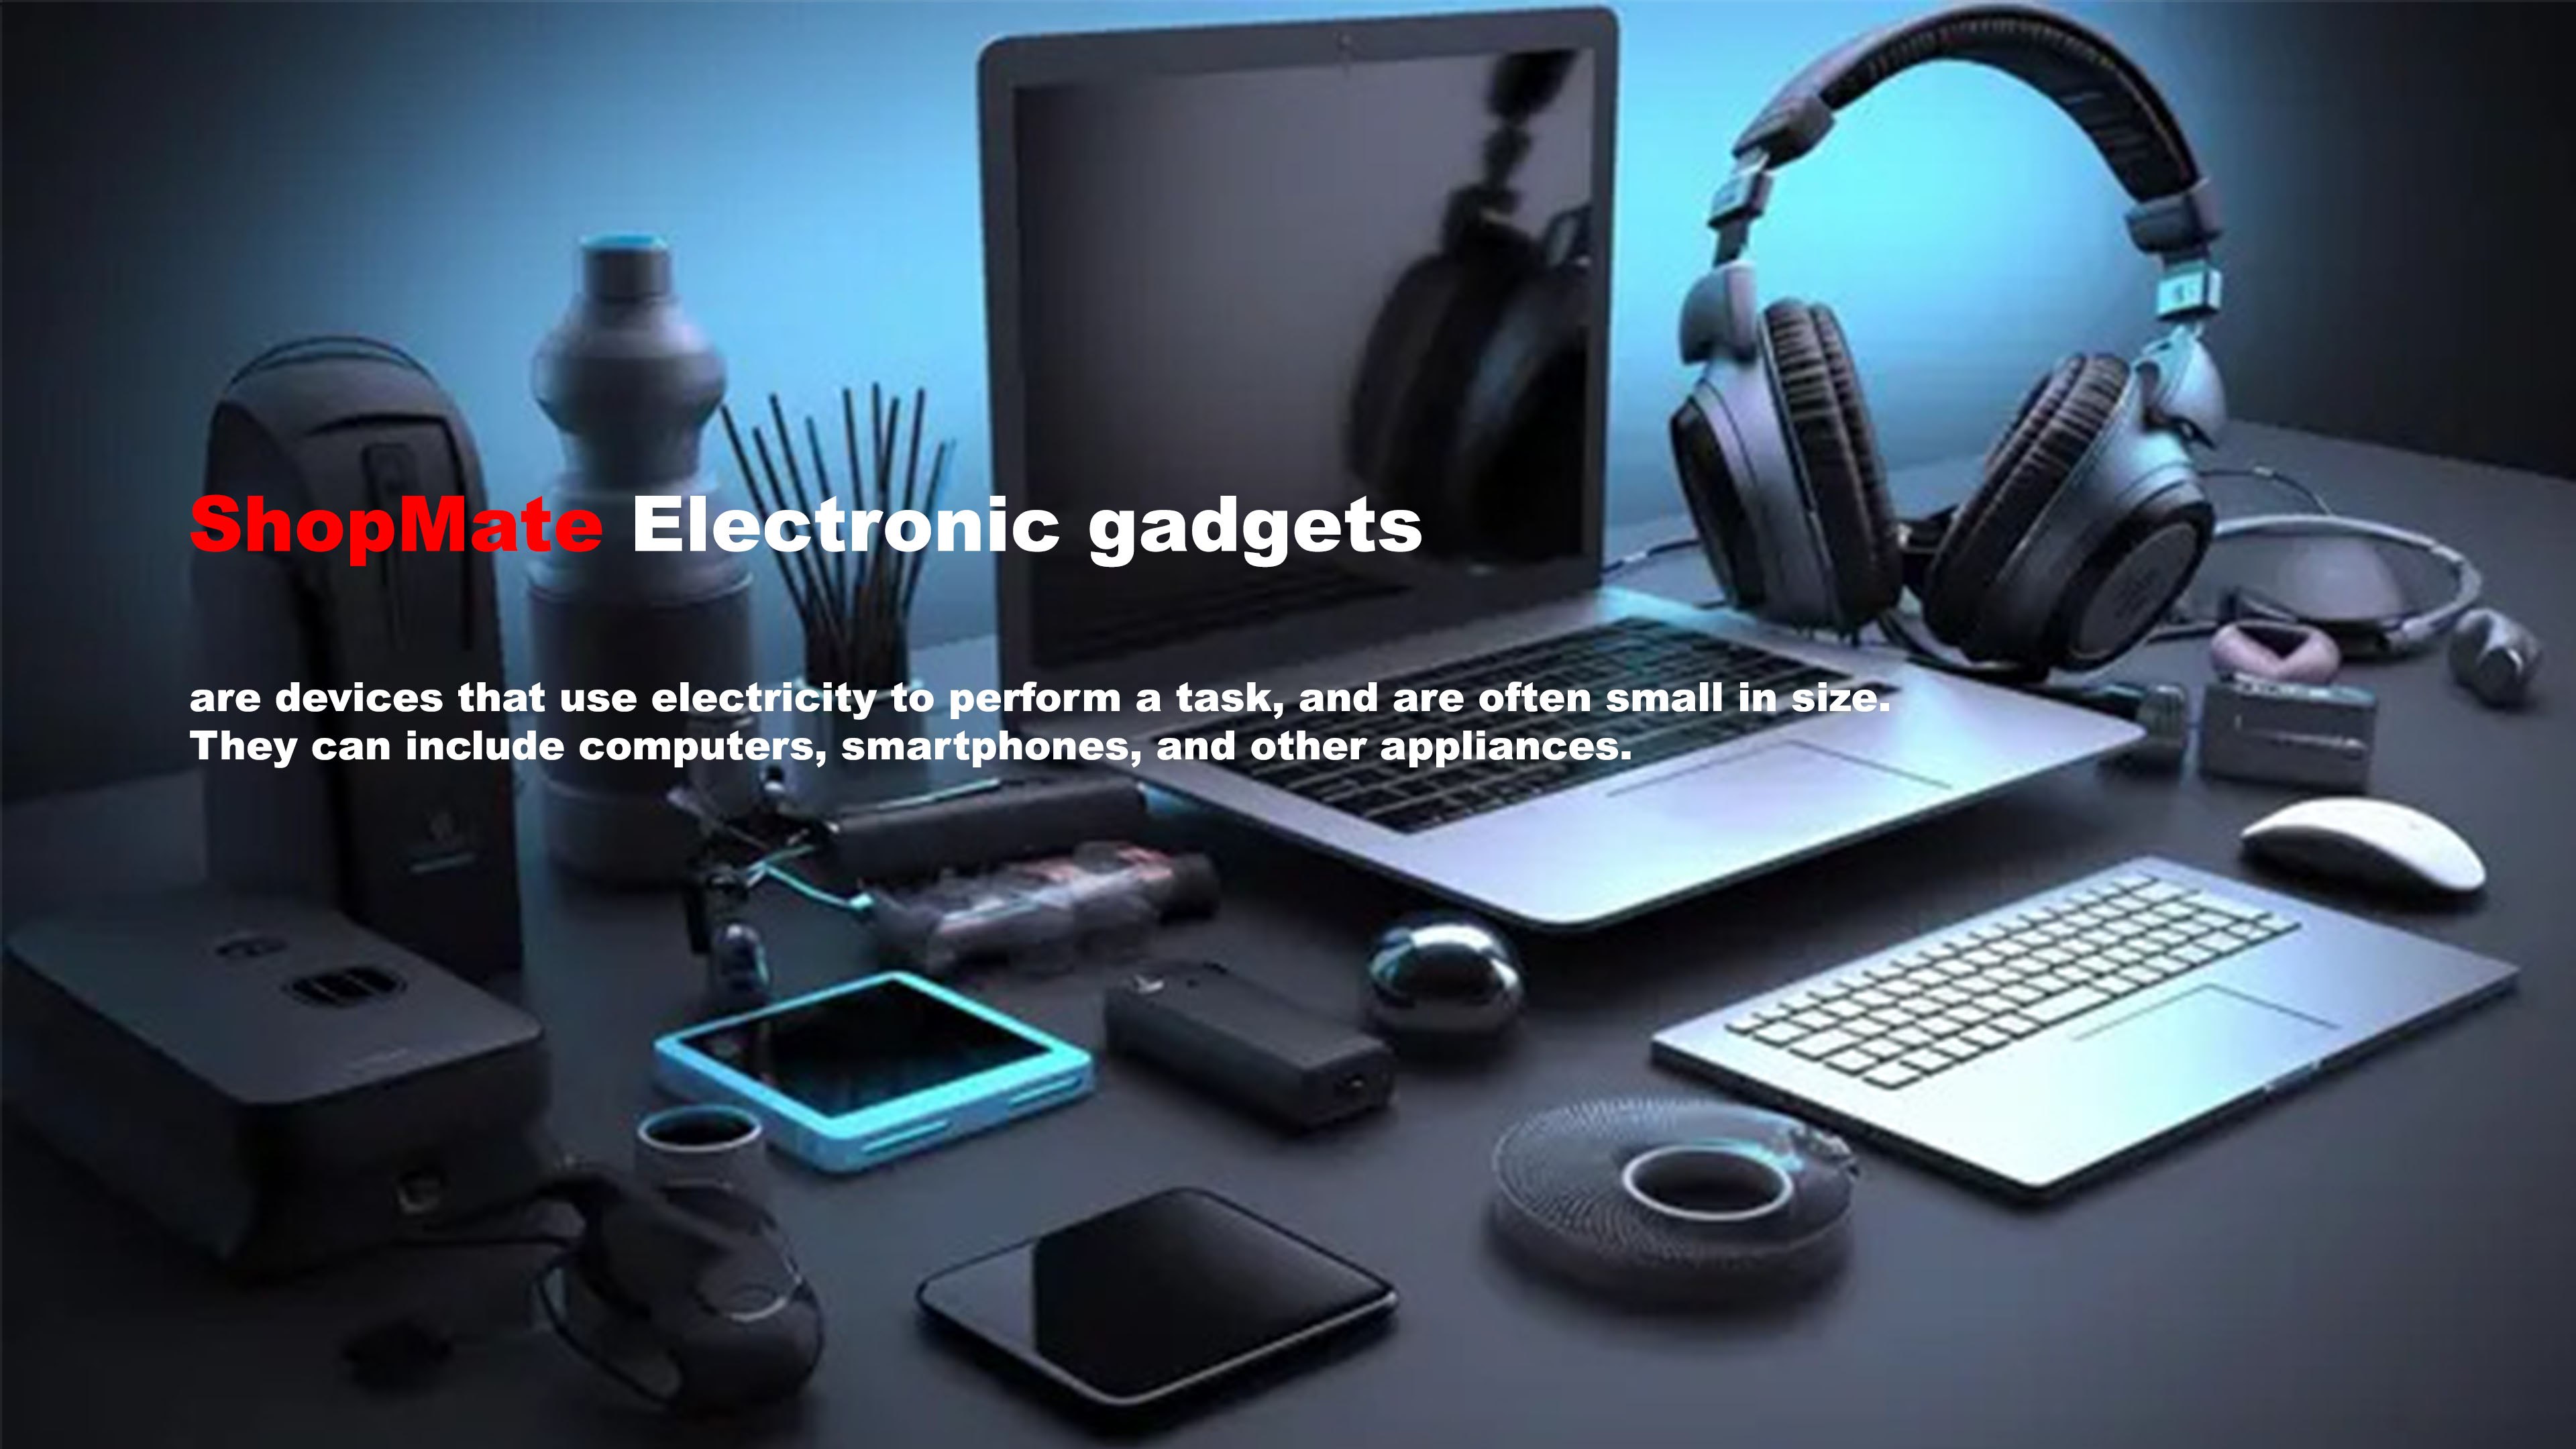 ShopMate Electronic gadgets
are devices that use electricity to perform a task, and are often small in size.
They can include computers, smartphones, and other appliances.